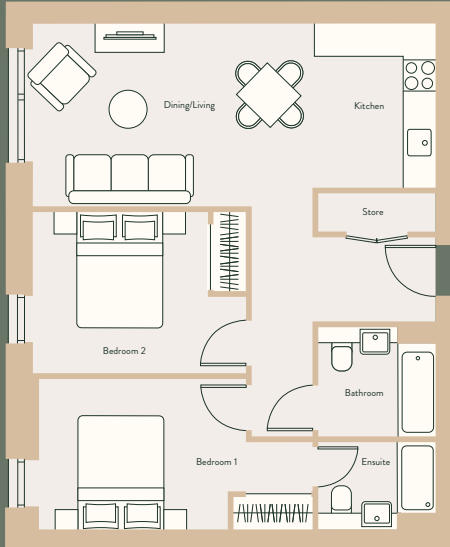 Dining/Living
Kitchen
Store
Bedroom 2
Bathroom
Bedroom 1
Ensuite